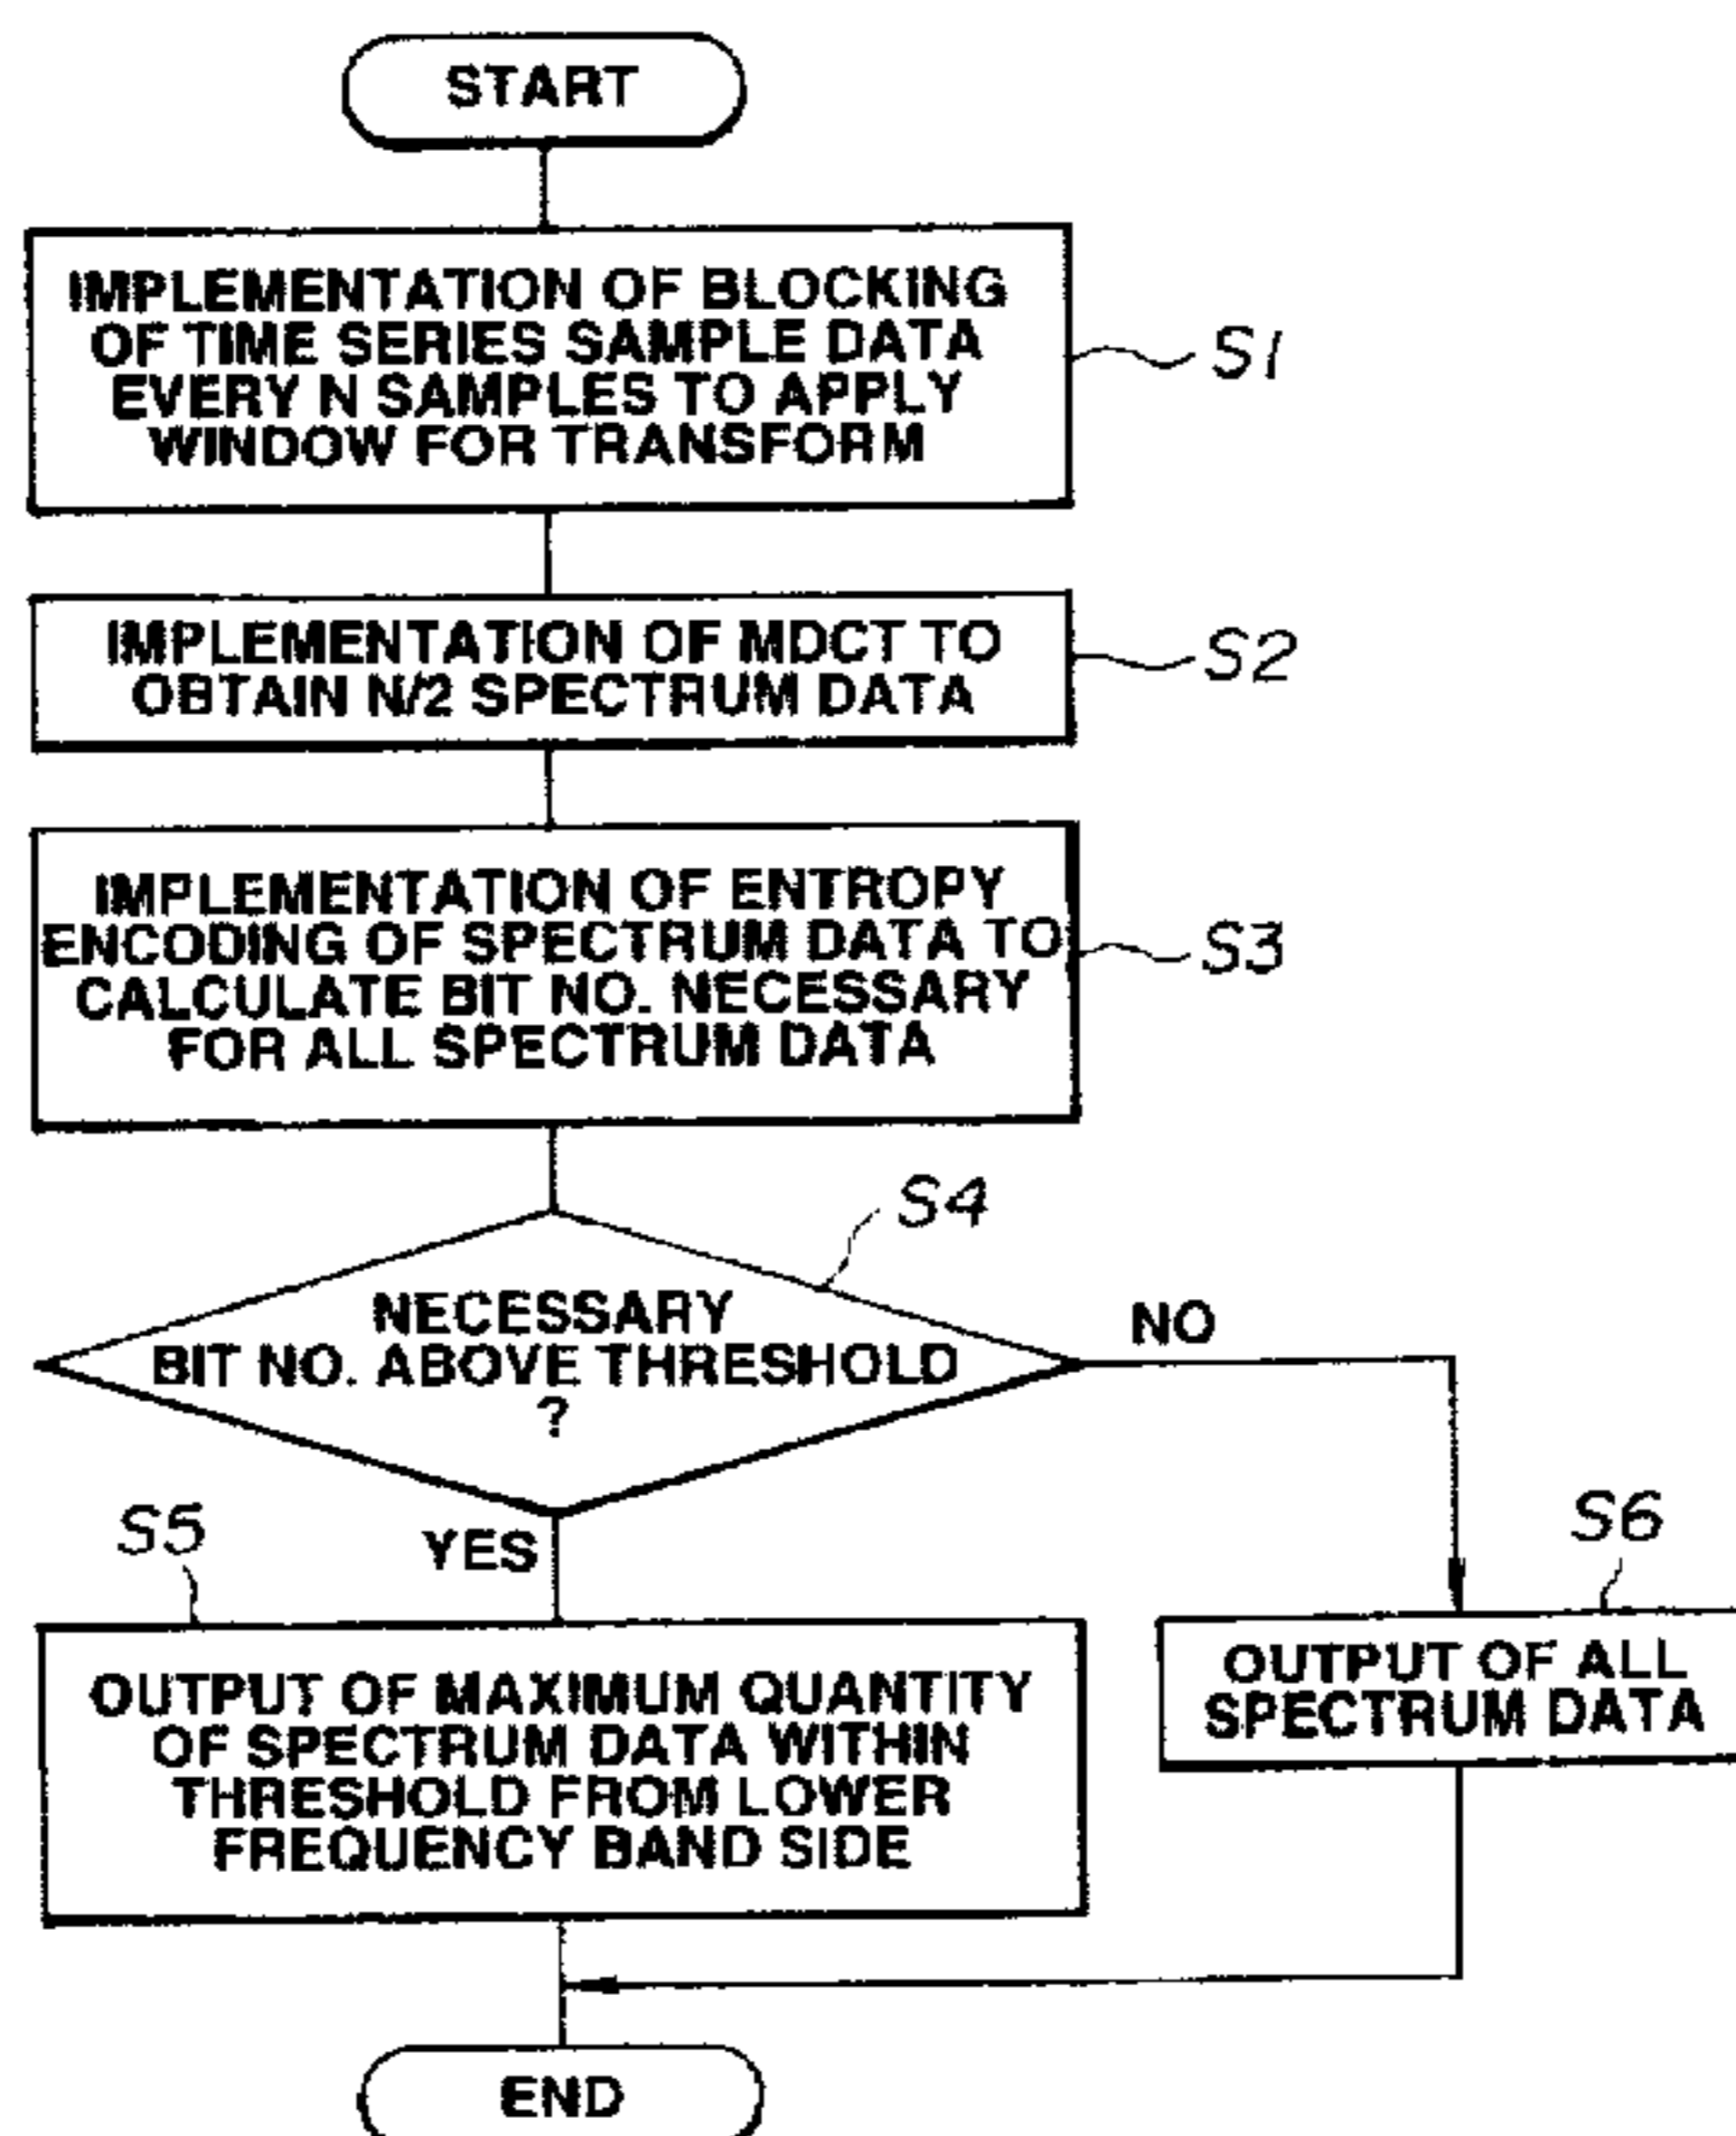 START
IMPLEMENTATION OF BLOCKING
OF TIME SERIES SAMPLE DATA
EVERY N SAMPLES TO APPLY
WINDOW FOR TRANSFORM
S1
IMPLEMENTATION OF MDCT TO
OBTAIN N/2 SPECTRUM DATA
S2
IMPLEMENTATION OF ENTROPY
ENCODING OF SPECTRUM DATA TO
CALCULATE BIT NO. NECESSARY
FOR ALL SPECTRUM DATA
S3
S4
NECESSARY
BIT NO. ABOVE THRESHOLD
?
NO
YES
S5
OUTPUT OF MAXIMUM QUANTITY
OF SPECTRUM DATA WITHIN
THRESHOLD FROM LOWER
FREQUENCY BAND SIDE
S6
OUTPUT OF ALL
SPECTRUM DATA
END